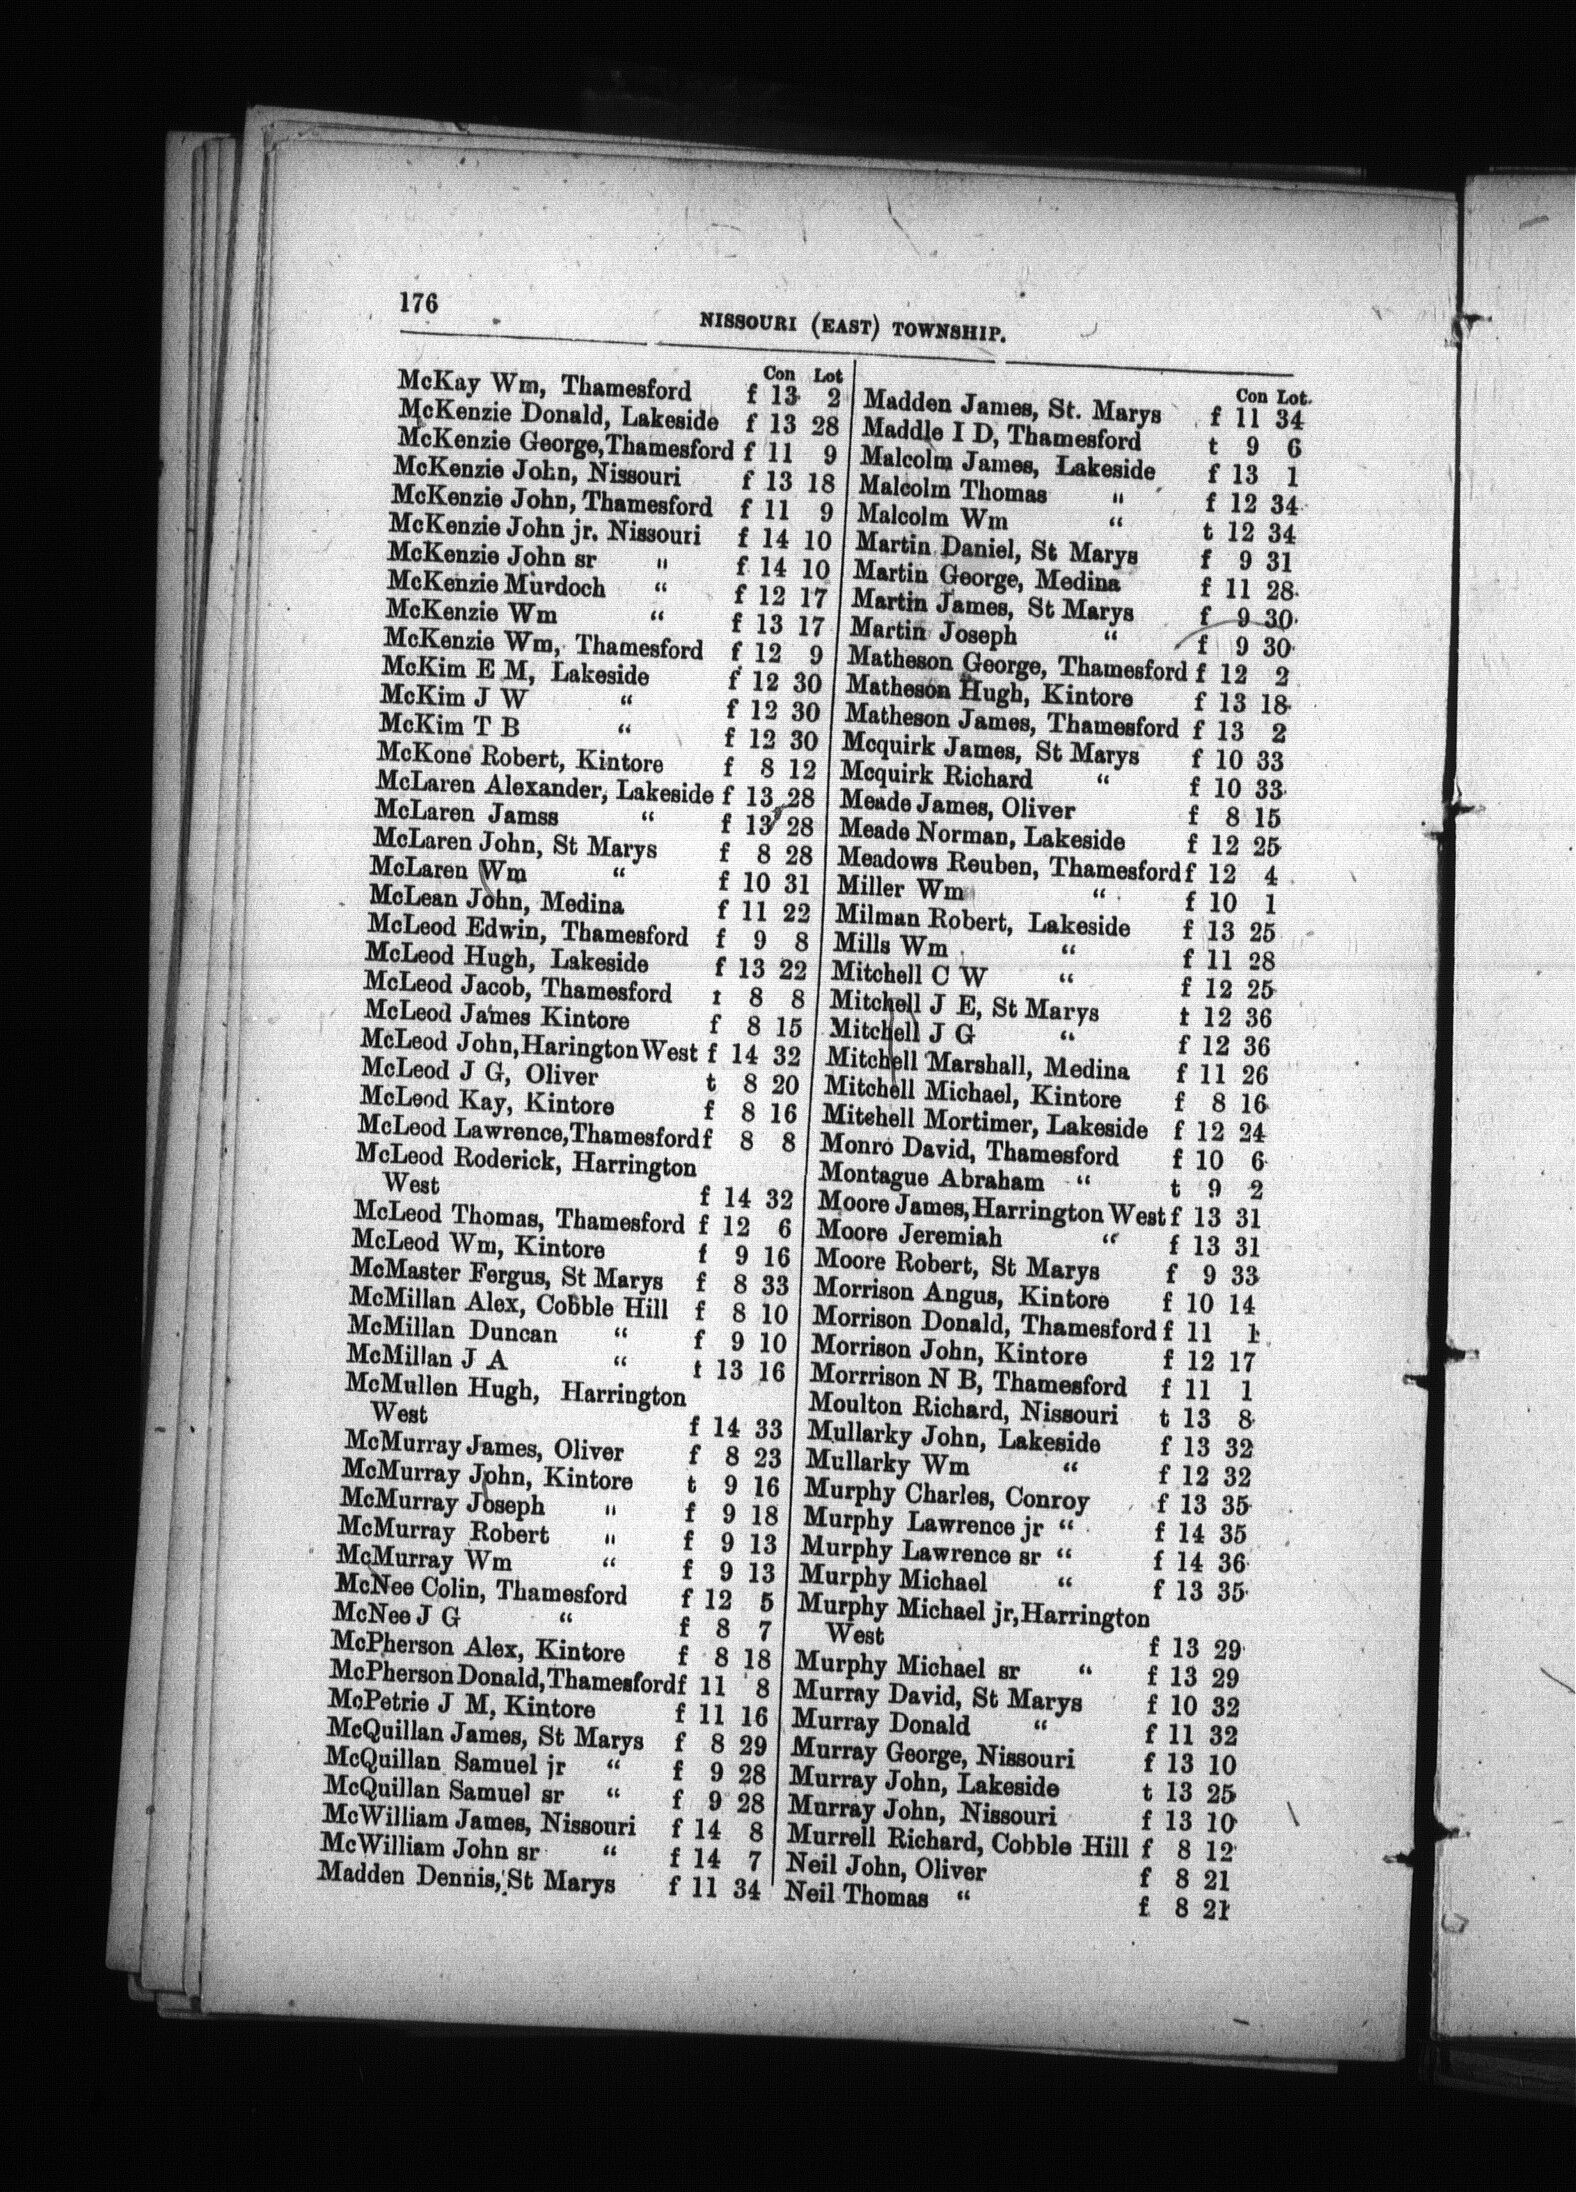 176
NISSOURI (EAST) TOWNSHIP.
Con Lot
McKay Wm, Thamesford f 13 2
McKenzie Donald, Lakeside f 13 28
McKenzie George,Thamesford f 11 9
McKenzie John, Nissouri f 13 18
McKenzie John, Thamesford f 11 9
McKenzie John jr. Nissouri f 14 10
McKenzie John sr " f 14 10
McKenzie Murdoch " f 12 17
McKenzie Wm " f 13 17
McKenzie Wm, Thamesford f 12 9
McKim E M, Lakeside f 12 30
McKim J W " f 12 30
McKim T B " f 12 30
McKone Robert, Kintore f 8 12
McLaren Alexander, Lakeside f 13 28
McLaren Jamss " f 13 28
McLaren John, St Marys f 8 28
McLaren Wm " f 10 31
McLean John, Medina f 11 22
McLeod Edwin, Thamesford f 9 8
McLeod Hugh, Lakeside f 13 22
McLeod Jacob, Thamesford t 8 8
McLeod James Kintore f 8 15
McLeod John,Harington West f 14 32
McLeod J G, Oliver t 8 20
McLeod Kay, Kintore f 8 16
McLeod Lawrence,Thamesford f 8 8
McLeod Roderick, Harrington
West f 14 32
McLeod Thomas, Thamesford f 12 6
McLeod Wm, Kintore f 9 16
McMaster Fergus, St Marys f 8 33
McMillan Alex, Cobble Hill f 8 10
McMillan Duncan " f 9 10
McMillan J A " t 13 16
McMullen Hugh, Harrington
West f 14 33
McMurray James, Oliver f 8 23
McMurray John, Kintore t 9 16
McMurray Joseph " f 9 18
McMurray Robert " f 9 13
McMurray Wm " f 9 13
McNee Colin, Thamesford f 12 5
McNee J G " f 8 7
McPherson Alex, Kintore f 8 18
McPherson Donald,Thamesford f 11 8
McPetrie J M, Kintore f 11 16
McQuillan James, St Marys f 8 29
McQuillan Samuel jr " f 9 28
McQuillan Samuel sr " f 9 28
McWilliam James, Nissouri f 14 8
McWilliam John sr " f 14 7
Madden Dennis, St Marys f 11 34
Con Lot.
Madden James, St. Marys f 11 34
Maddle I D, Thamesford t 9 6
Malcolm James, Lakeside f 13 1
Malcolm Thomas " f 12 34
Malcolm Wm " t 12 34
Martin Daniel, St Marys f 9 31
Martin George, Medina f 11 28
Martin James, St Marys f 9 30
Martin Joseph " f 9 30
Matheson George, Thamesford f 12 2
Matheson Hugh, Kintore f 13 18
Matheson James, Thamesford f 13 2
Mcquirk James, St Marys f 10 33
Mcquirk Richard " f 10 33
Meade James, Oliver f 8 15
Meade Norman, Lakeside f 12 25
Meadows Reuben, Thamesford f 12 4
Miller Wm " f 10 1
Milman Robert, Lakeside f 13 25
Mills Wm " f 11 28
Mitchell C W " f 12 25
Mitchell J E, St Marys t 12 36
Mitchell J G " f 12 36
Mitchell Marshall, Medina f 11 26
Mitchell Michael, Kintore f 8 16
Mitchell Mortimer, Lakeside f 12 24
Monro David, Thamesford f 10 6
Montague Abraham " t 9 2
Moore James,Harrington West f 13 31
Moore Jeremiah " f 13 31
Moore Robert, St Marys f 9 33
Morrison Angus, Kintore f 10 14
Morrison Donald, Thamesford f 11 1
Morrison John, Kintore f 12 17
Morrrison N B, Thamesford f 11 1
Moulton Richard, Nissouri t 13 8
Mullarky John, Lakeside f 13 32
Mullarky Wm " f 12 32
Murphy Charles, Conroy f 13 35
Murphy Lawrence jr " f 14 35
Murphy Lawrence sr " f 14 36
Murphy Michael " f 13 35
Murphy Michael jr,Harrington
West f 13 29
Murphy Michael sr " f 13 29
Murray David, St Marys f 10 32
Murray Donald " f 11 32
Murray George, Nissouri f 13 10
Murray John, Lakeside t 13 25
Murray John, Nissouri f 13 10
Murrell Richard, Cobble Hill f 8 12
Neil John, Oliver f 8 21
Neil Thomas " f 8 21